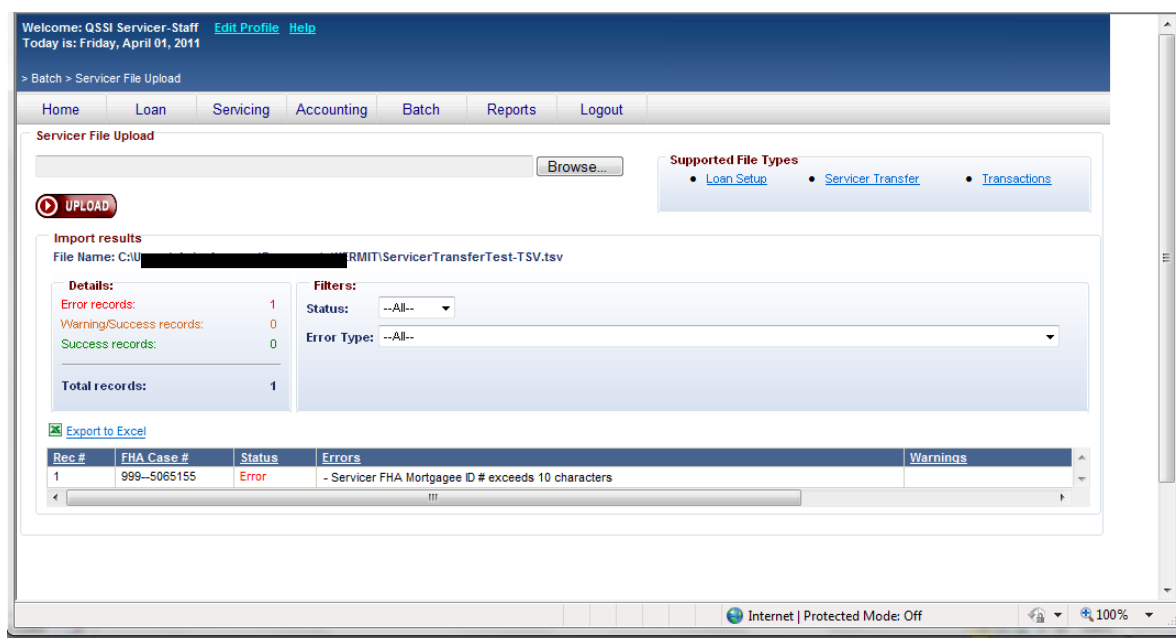 Welcome: QSSI Servicer-Staff Edit Profile Help
Today is: Friday, April 01, 2011
> Batch > Servicer File Upload
Home Loan Servicing Accounting Batch Reports Logout
Servicer File Upload
Browse...
Supported File Types
• Loan Setup • Servicer Transfer • Transactions
UPLOAD
Import results
File Name: C:\U ERMIT\ServicerTransferTest-TSV.tsv
Details:
Error records: 1
Warning/Success records: 0
Success records: 0
Total records: 1
Filters:
Status: --All--
Error Type: --All--
Export to Excel
Rec # FHA Case # Status Errors Warnings
1 999--5065155 Error - Servicer FHA Mortgagee ID # exceeds 10 characters
Internet | Protected Mode: Off 100%